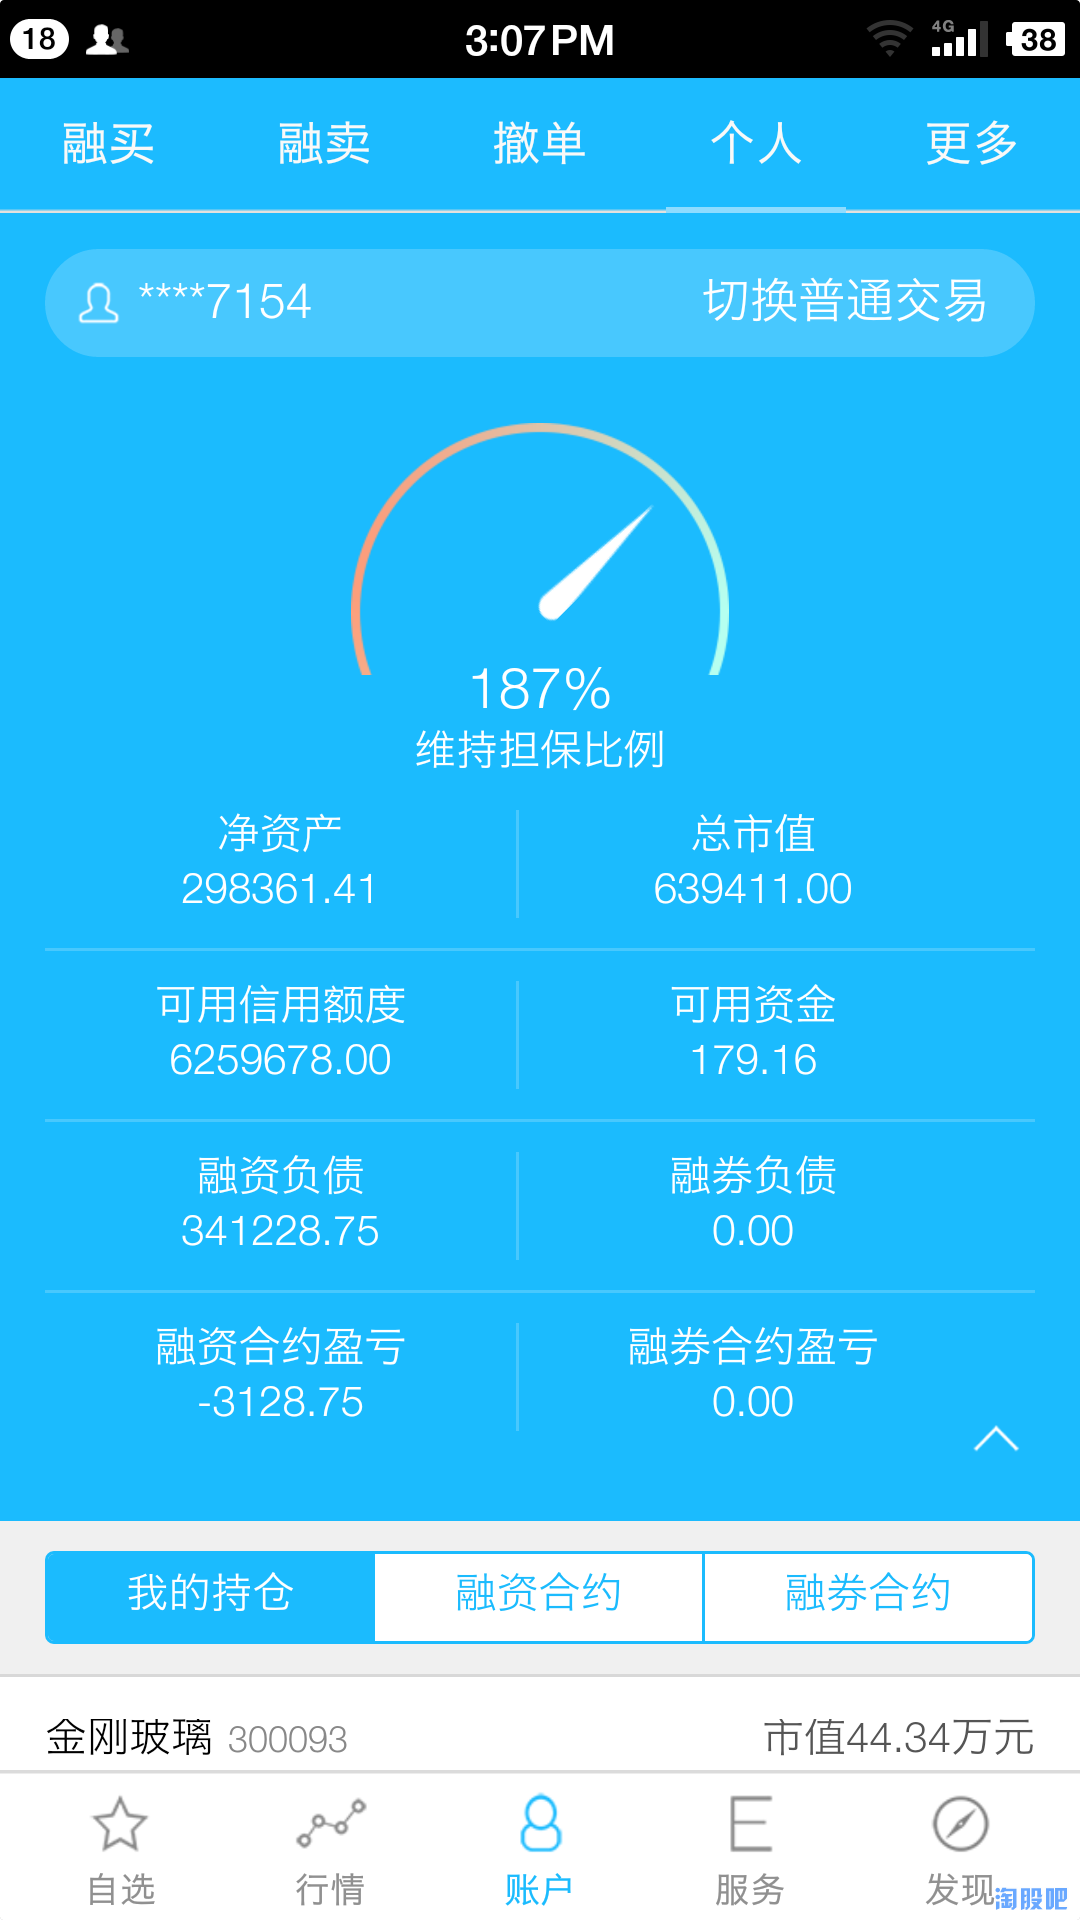 18 3:07PM 4G 38
融买 融卖 撤单 个人 更多
****7154 切换普通交易
187%
维持担保比例
净资产 总市值
298361.41 639411.00
可用信用额度 可用资金
6259678.00 179.16
融资负债 融券负债
341228.75 0.00
融资合约盈亏 融券合约盈亏
-3128.75 0.00
我的持仓 融资合约 融券合约
金刚玻璃 300093 市值44.34万元
自选 行情 账户 服务 发现
淘股吧